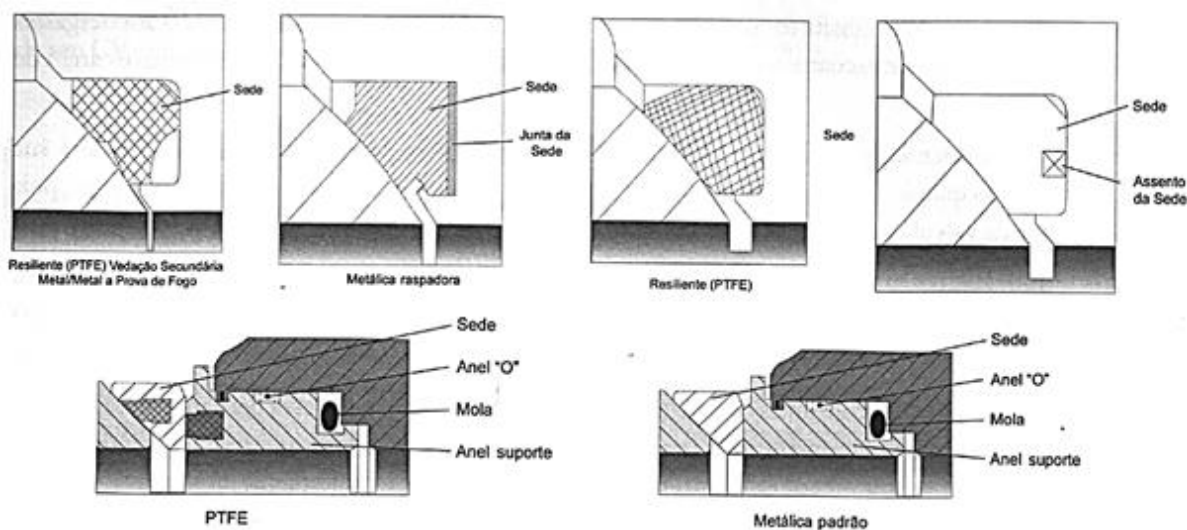 Sede
Resiliente (PTFE) Vedação Secundária
Metal/Metal a Prova de Fogo
Sede
Junta da
Sede
Metálica raspadora
Resiliente (PTFE)
Sede
Sede
Assento
da Sede
Sede
Anel "O"
Mola
Anel suporte
PTFE
Sede
Anel "O"
Mola
Anel suporte
Metálica padrão